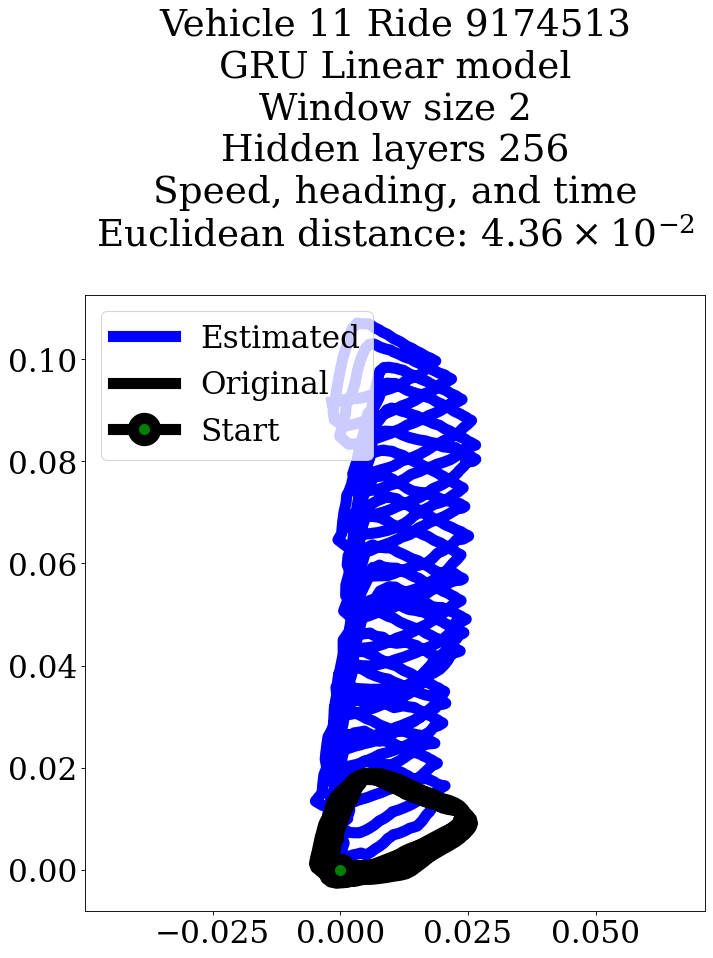 Vehicle 11 Ride 9174513
GRU Linear model
Window size 2
Hidden layers 256
Speed, heading, and time
Euclidean distance: 4.36 × 10⁻²
Estimated
Original
Start
0.10
0.08
0.06
0.04
0.02
0.00
−0.025 0.000 0.025 0.050